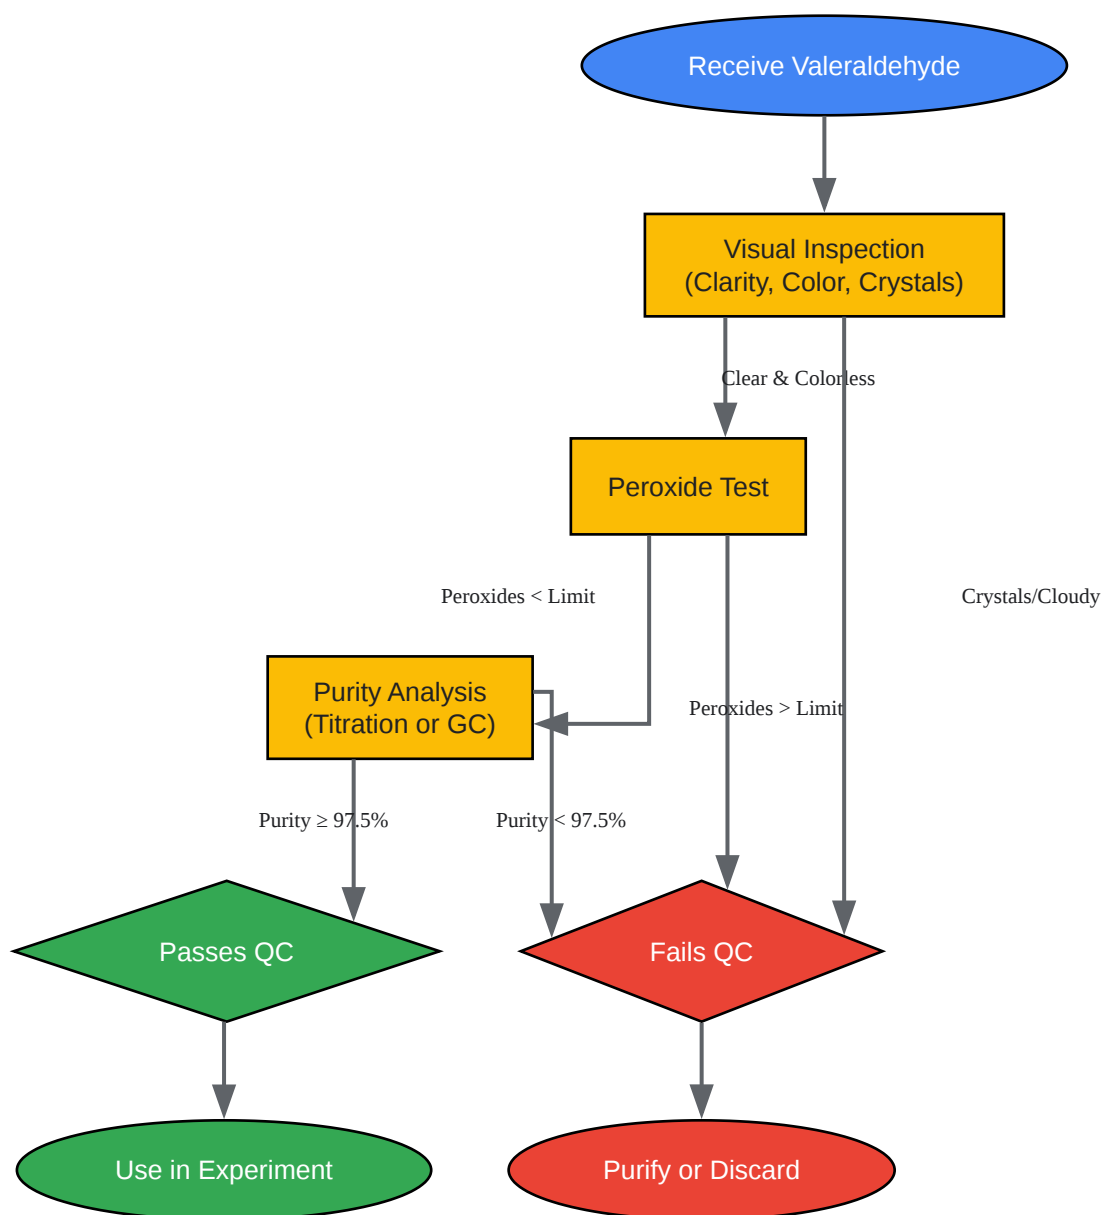 Receive Valeraldehyde
Visual Inspection
(Clarity, Color, Crystals)
Clear & Colorless
Peroxide Test
Peroxides < Limit
Crystals/Cloudy
Purity Analysis
(Titration or GC)
Peroxides > Limit
Purity ≥ 97.5%
Purity < 97.5%
Passes QC
Fails QC
Use in Experiment
Purify or Discard